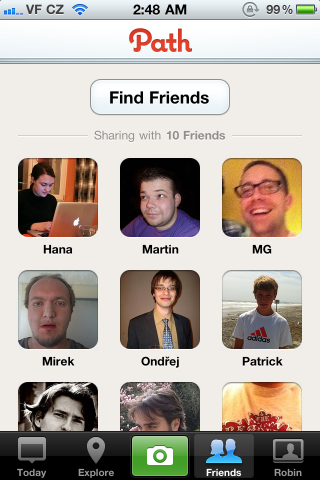 VF CZ 2:48 AM 99%
Path
Find Friends
Sharing with 10 Friends
Hana Martin MG
adidas
Mirek Ondřej Patrick
Today Explore Friends Robin